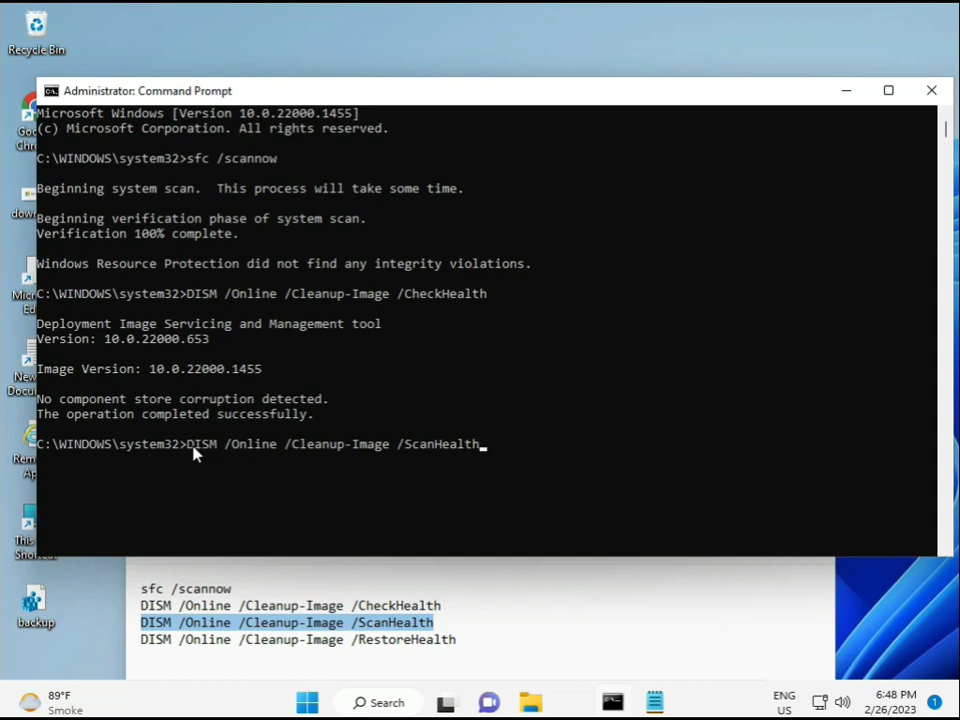 Recycle Bin
Administrator: Command Prompt
Microsoft Windows [Version 10.0.22000.1455]
(c) Microsoft Corporation. All rights reserved.
C:\WINDOWS\system32>sfc /scannow
Beginning system scan.  This process will take some time.
Beginning verification phase of system scan.
Verification 100% complete.
Windows Resource Protection did not find any integrity violations.
C:\WINDOWS\system32>DISM /Online /Cleanup-Image /CheckHealth
Deployment Image Servicing and Management tool
Version: 10.0.22000.653
Image Version: 10.0.22000.1455
No component store corruption detected.
The operation completed successfully.
C:\WINDOWS\system32>DISM /Online /Cleanup-Image /ScanHealth
sfc /scannow
DISM /Online /Cleanup-Image /CheckHealth
DISM /Online /Cleanup-Image /ScanHealth
DISM /Online /Cleanup-Image /RestoreHealth
backup
89°F
Smoke
Search
ENG
US
6:48 PM
2/26/2023
1